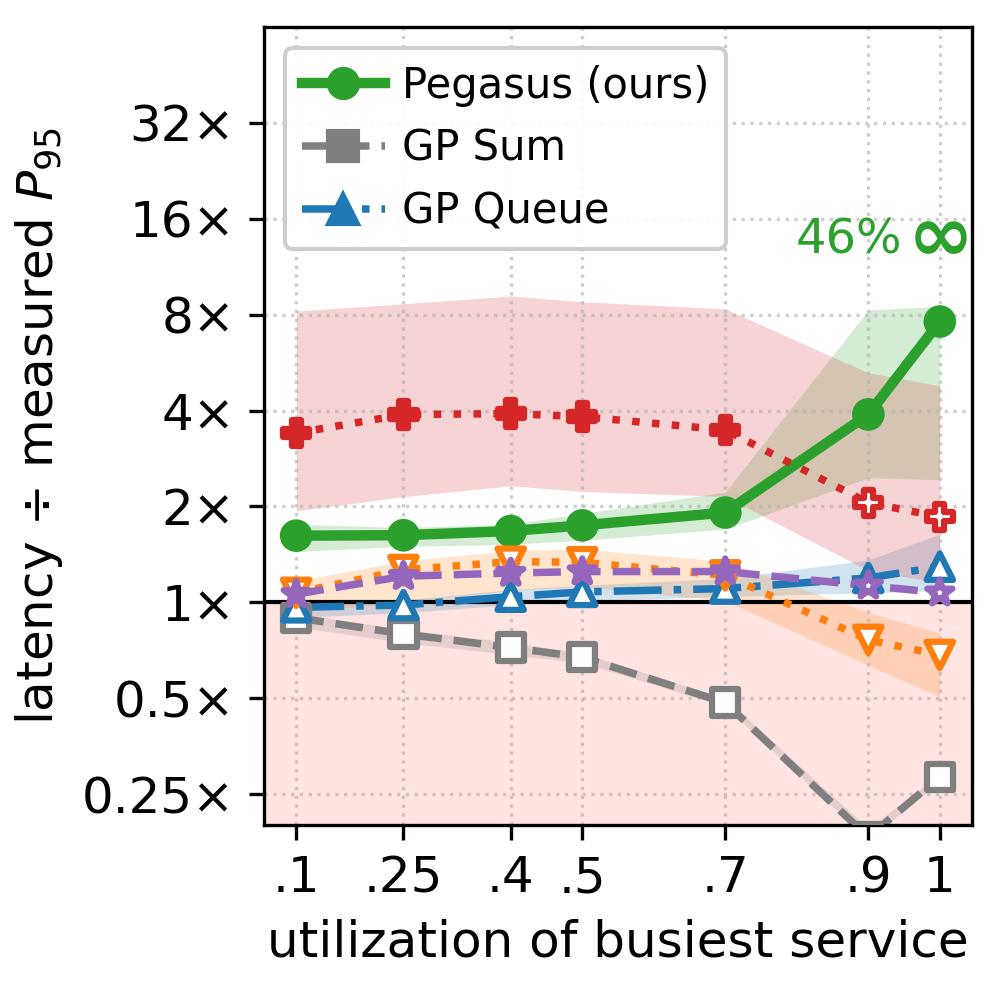 Pegasus (ours)
GP Sum
GP Queue
46% ∞
latency ÷ measured P95
32×
16×
8×
4×
2×
1×
0.5×
0.25×
.1 .25 .4 .5 .7 .9 1
utilization of busiest service